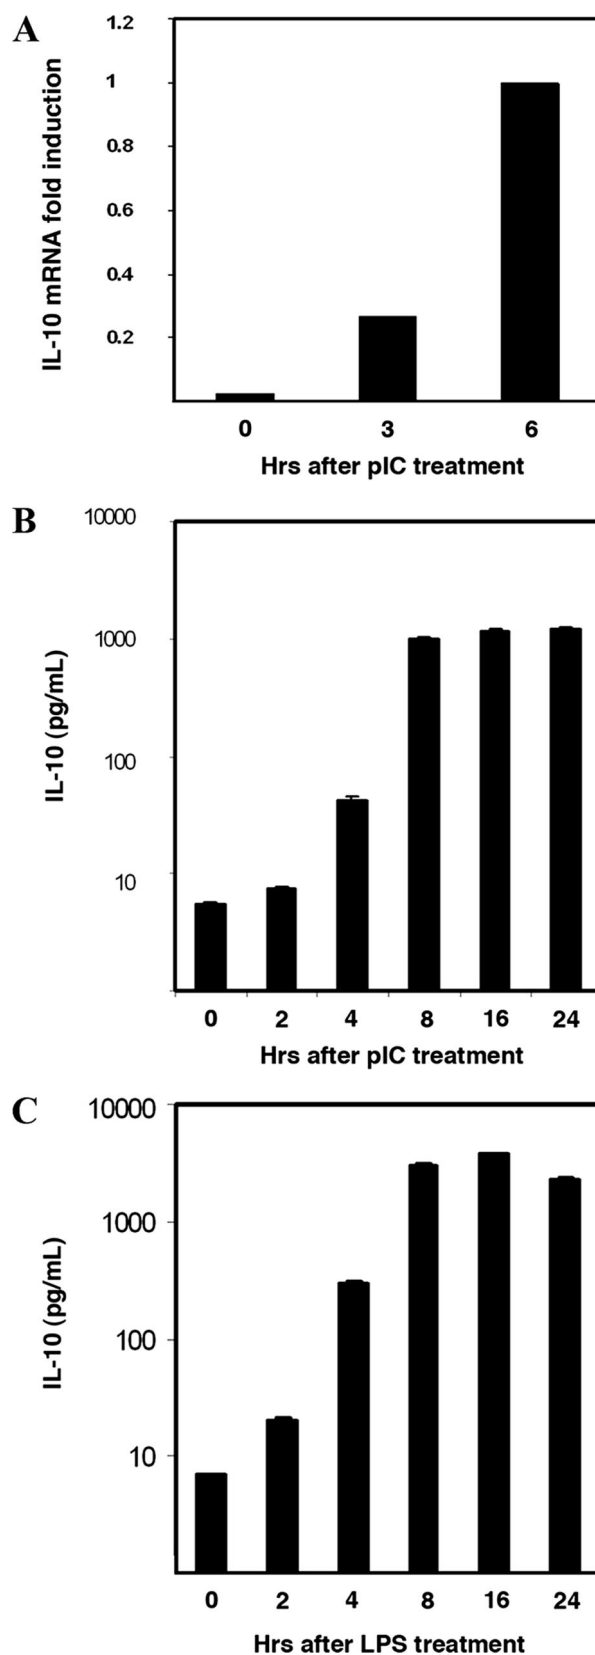 A
IL-10 mRNA fold induction
1.2
1
0.8
0.6
0.4
0.2
0 3 6
Hrs after pIC treatment
B
IL-10 (pg/mL)
10000
1000
100
10
0 2 4 8 16 24
Hrs after pIC treatment
C
IL-10 (pg/mL)
10000
1000
100
10
0 2 4 8 16 24
Hrs after LPS treatment